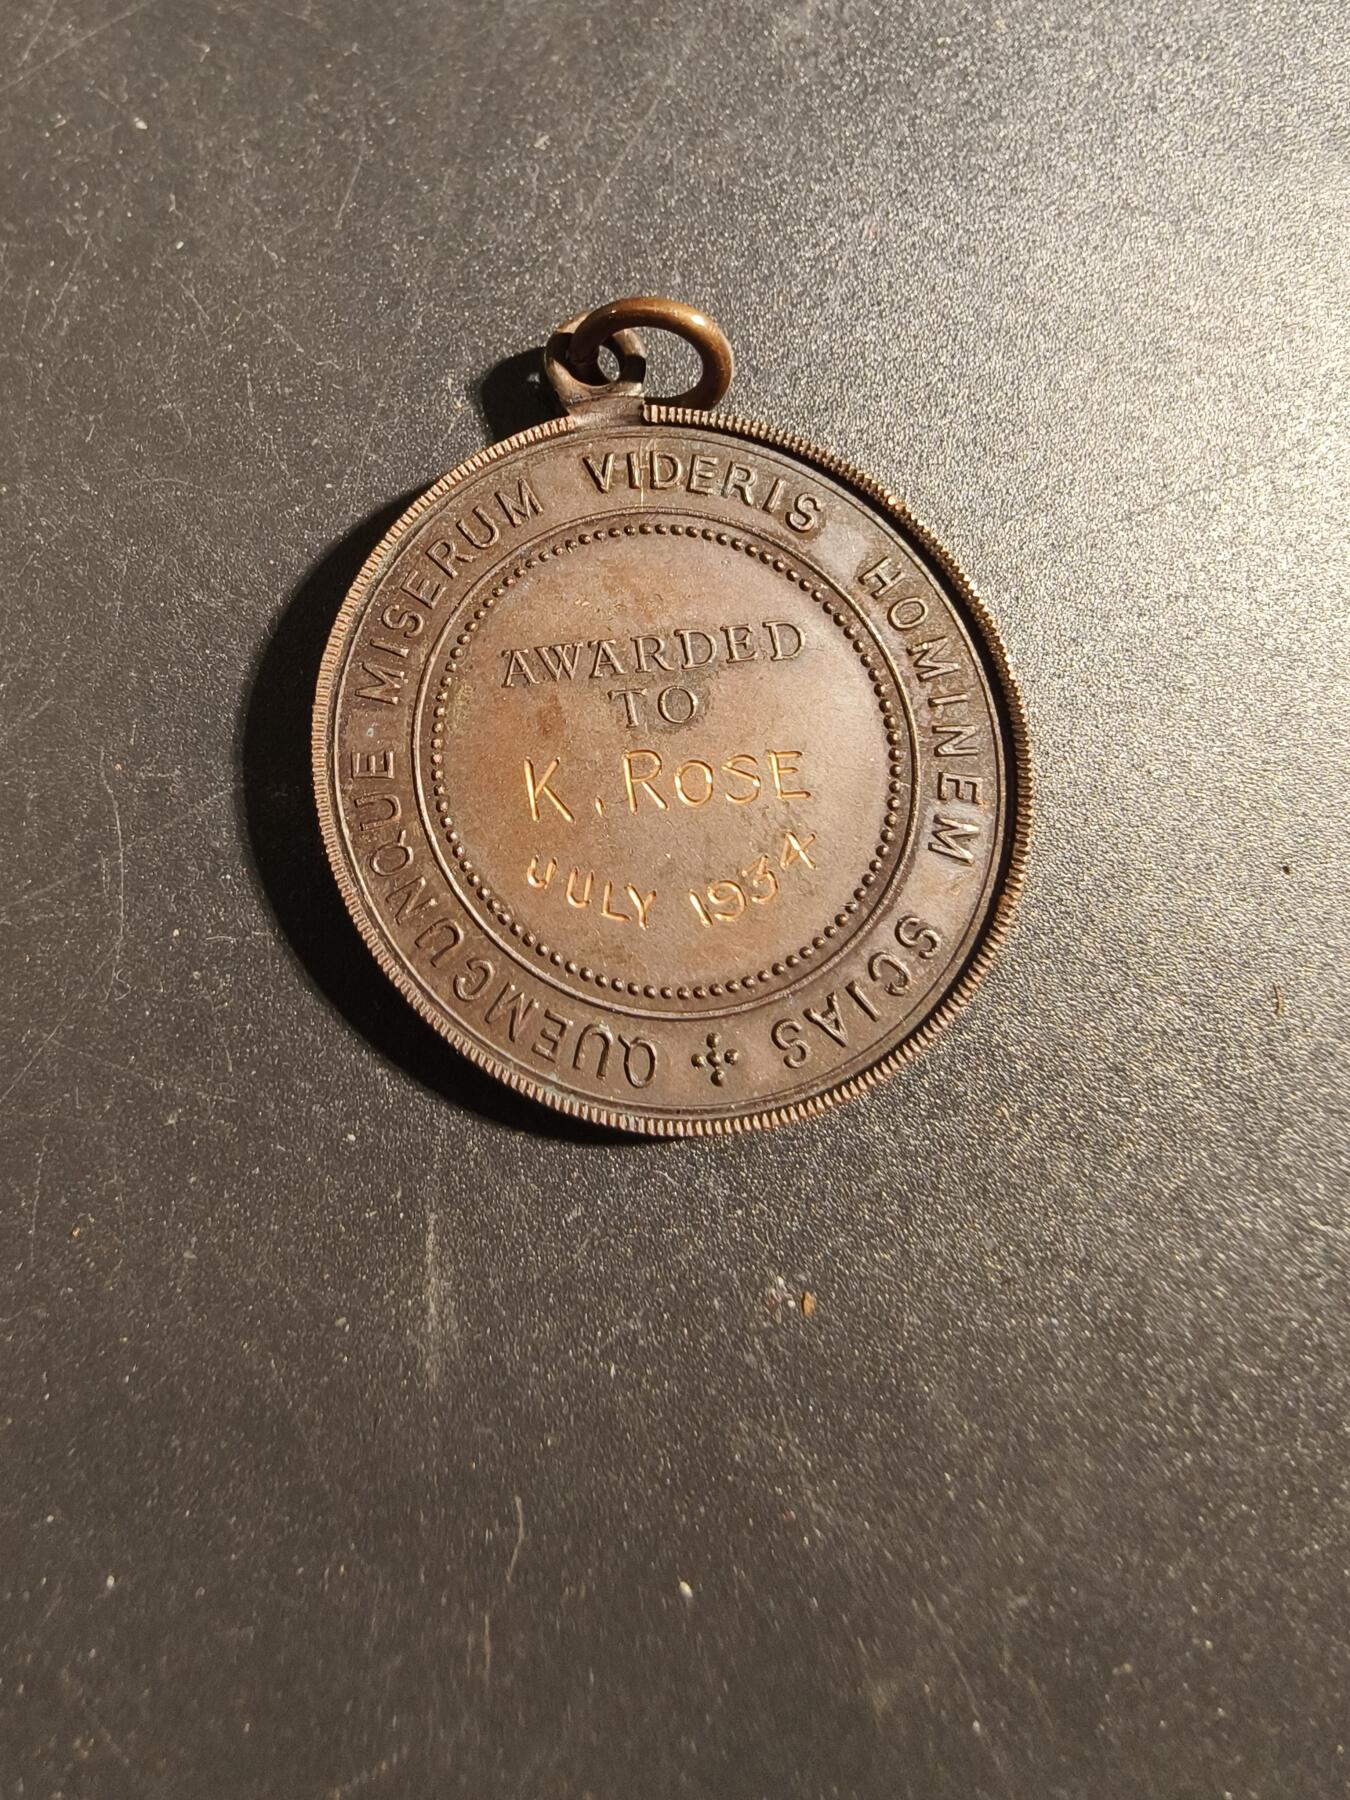 QUEMCUNQUE MISERUM VIDERIS HOMINEM SCIAS
AWARDED
TO
K. ROSE
JULY 1934